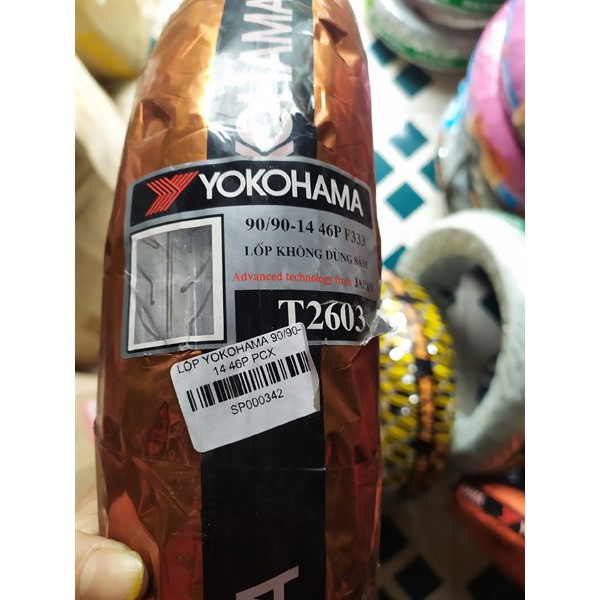 YOKOHAMA
YOKOHAMA
90/90-14 46P F333
LỐP KHÔNG DÙNG SĂM
Advanced technology from JAPAN
T2603
LOP YOKOHAMA 90/90-
14 46P PCX
SP000342